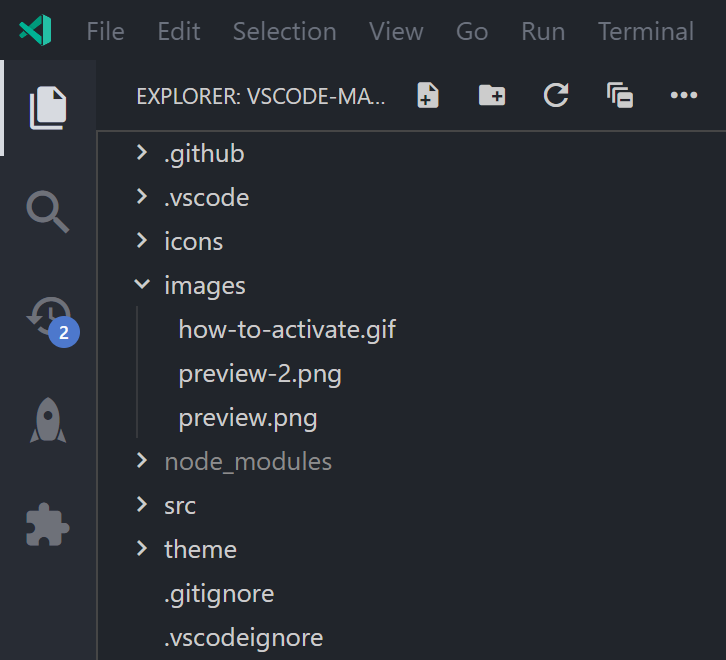 File Edit Selection View Go Run Terminal
EXPLORER: VSCODE-MA...
.github
.vscode
icons
images
how-to-activate.gif
preview-2.png
2
preview.png
node_modules
src
theme
.gitignore
.vscodeignore